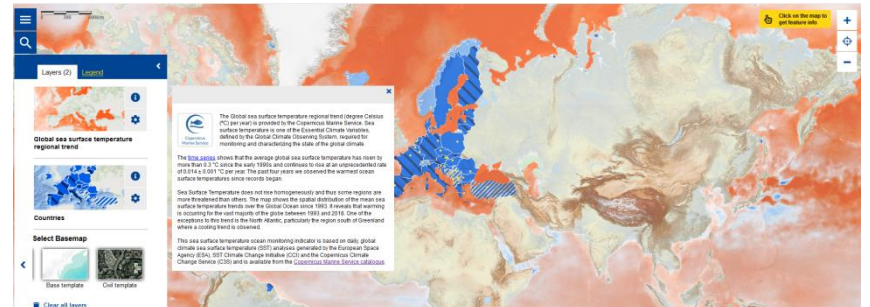 Click on the map to
get feature info
Layers (2) Legend
Global sea surface temperature
regional trend
Countries
Select Basemap
Base template
Civil template
Clear all layers
Copernicus
Marine Service
The Global sea surface temperature regional trend (degree Celsius
(°C) per year) is provided by the Copernicus Marine Service. Sea
surface temperature is one of the Essential Climate Variables,
defined by the Global Climate Observing System, required for
monitoring and characterizing the state of the global climate.
The time series shows that the average global sea surface temperature has risen by
more than 0.3 °C since the early 1990s and continues to rise at an unprecedented rate
of 0.014 ± 0.001 °C per year. The past four years we observed the warmest ocean
surface temperatures since records began.
Sea Surface Temperature does not rise homogeneously and thus some regions are
more threatened than others. The map shows the spatial distribution of the mean sea
surface temperature trends over the Global Ocean since 1993. It reveals that warming
is occurring for the vast majority of the globe between 1993 and 2018. One of the
exceptions to this trend is the North Atlantic, particularly the region south of Greenland
where a cooling trend is observed.
This sea surface temperature ocean monitoring indicator is based on daily, global
climate sea surface temperature (SST) analyses generated by the European Space
Agency (ESA), SST Climate Change Initiative (CCI) and the Copernicus Climate
Change Service (C3S) and is available from the Copernicus Marine Service catalogue.